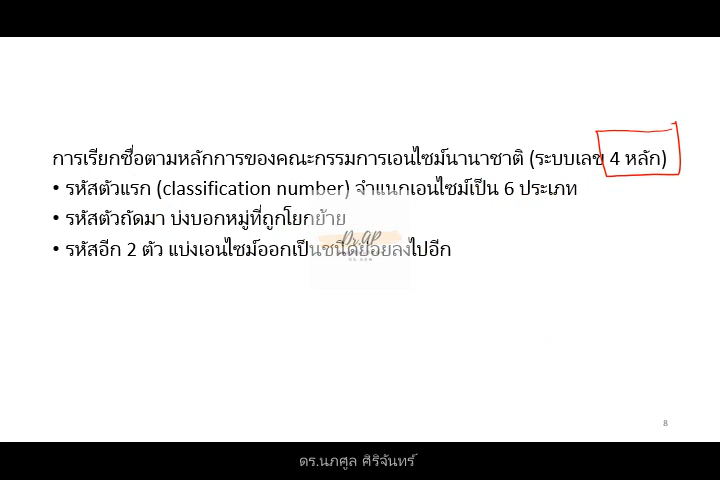 การเรียกชื่อตามหลักการของคณะกรรมการเอนไซม์นานาชาติ (ระบบเลข 4 หลัก)
• รหัสตัวแรก (classification number) จำแนกเอนไซม์เป็น 6 ประเภท
• รหัสตัวถัดมา บ่งบอกหมู่ที่ถูกโยกย้าย
• รหัสอีก 2 ตัว แบ่งเอนไซม์ออกเป็นชนิดย่อยลงไปอีก
Dr.AP
8
ดร.นภศูล ศิริจันทร์